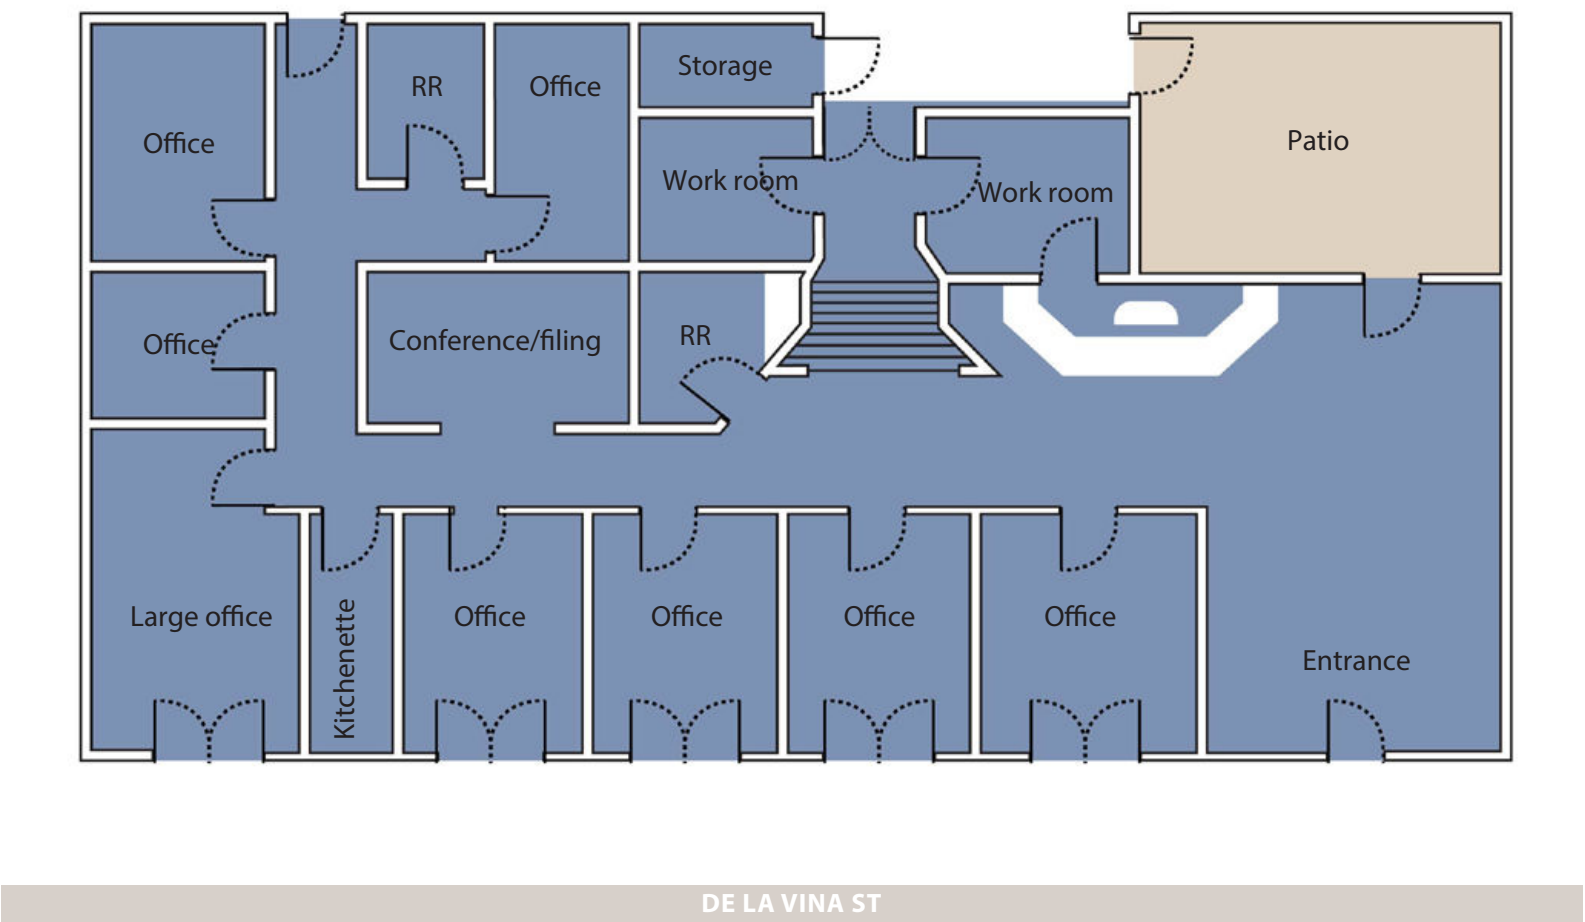 Storage
RR
Office
Office
Patio
Work room
Work room
Office
Conference/filing
RR
Large office
Kitchenette
Office
Office
Office
Office
Entrance
DE LA VINA ST